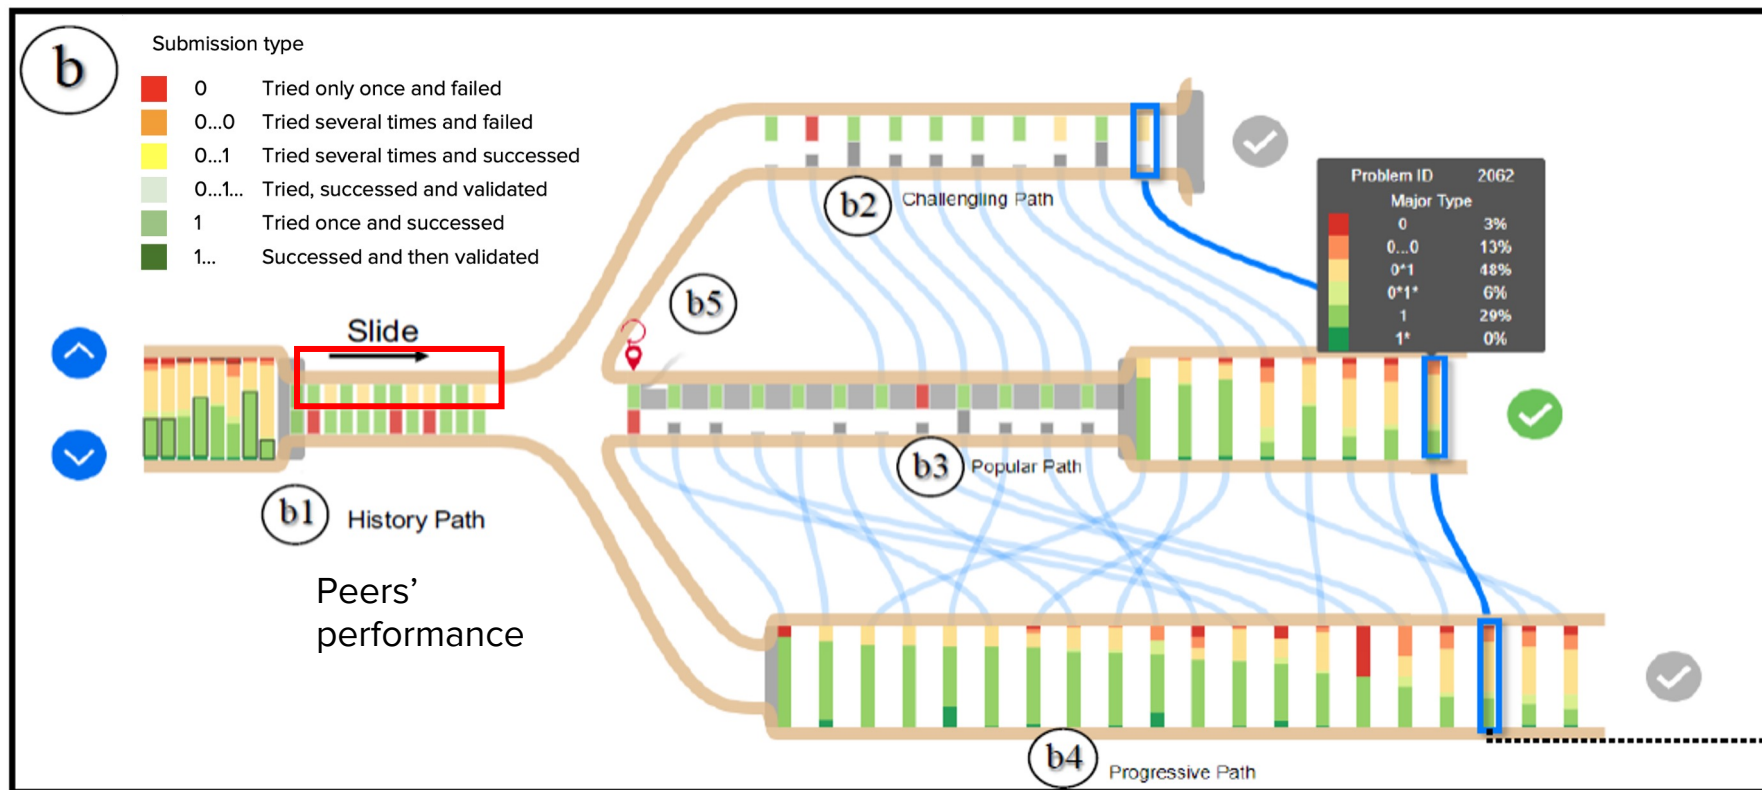 b
Submission type
0 Tried only once and failed
0...0 Tried several times and failed
0...1 Tried several times and successed
0...1... Tried, successed and validated
1 Tried once and successed
1... Successed and then validated
b2 Challengling Path
Problem ID 2062
Major Type
0 3%
0...0 13%
0*1 48%
0*1* 6%
1 29%
1* 0%
b5
Slide
b3 Popular Path
b1 History Path
Peers'
performance
b4 Progressive Path